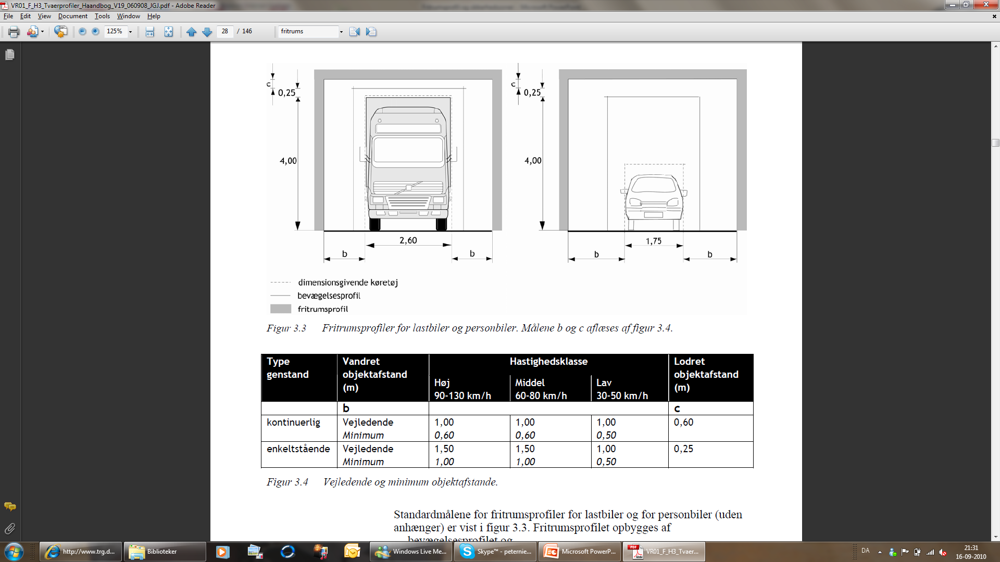 VR01_F_H3_Tvaerprofiler_Haandbog_V19_060908_JGJ.pdf - Adobe Reader
File Edit View Document Tools Window Help
125% 28 / 146 fritrums
c
0,25
4,00
2,60
b b
c
0,25
4,00
1,75
b b
dimensionsgivende køretøj
bevægelsesprofil
fritrumsprofil
Figur 3.3 Fritrumsprofiler for lastbiler og personbiler. Målene b og c aflæses af figur 3.4.
Type genstand Vandret objektafstand (m) Hastighedsklasse Lodret objektafstand (m)
Høj 90-130 km/h Middel 60-80 km/h Lav 30-50 km/h
b c
kontinuerlig Vejledende 1,00 1,00 1,00 0,60
Minimum 0,60 0,60 0,50
enkeltstående Vejledende 1,50 1,50 1,00 0,25
Minimum 1,00 1,00 0,50
Figur 3.4 Vejledende og minimum objektafstande.
Standardmålene for fritrumsprofiler for lastbiler og for personbiler (uden
anhænger) er vist i figur 3.3. Fritrumsprofilet opbygges af
bevægelsesprofilet og
http://www.trg.d... Biblioteker Windows Live Me... Skype™ - peternie... Microsoft PowerP... VR01_F_H3_Tvaer... DA 21:31
16-09-2010